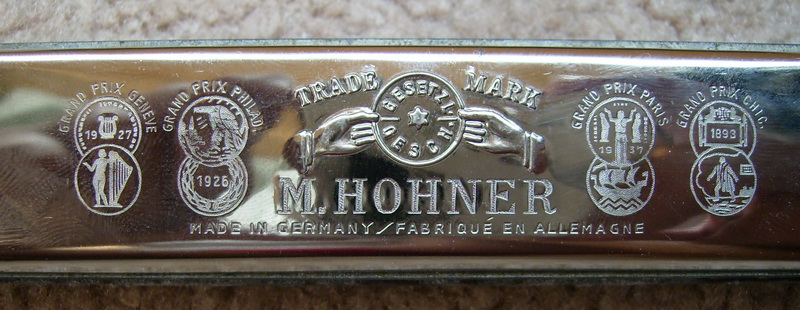 GRAND PRIX GENEVE
1927
GRAND PRIX PHILAD.
1926
TRADE MARK
GESETZL.
GESCH.
GRAND PRIX PARIS
1937
GRAND PRIX CHIC.
1893
M. HOHNER
MADE IN GERMANY/FABRIQUÉ EN ALLEMAGNE